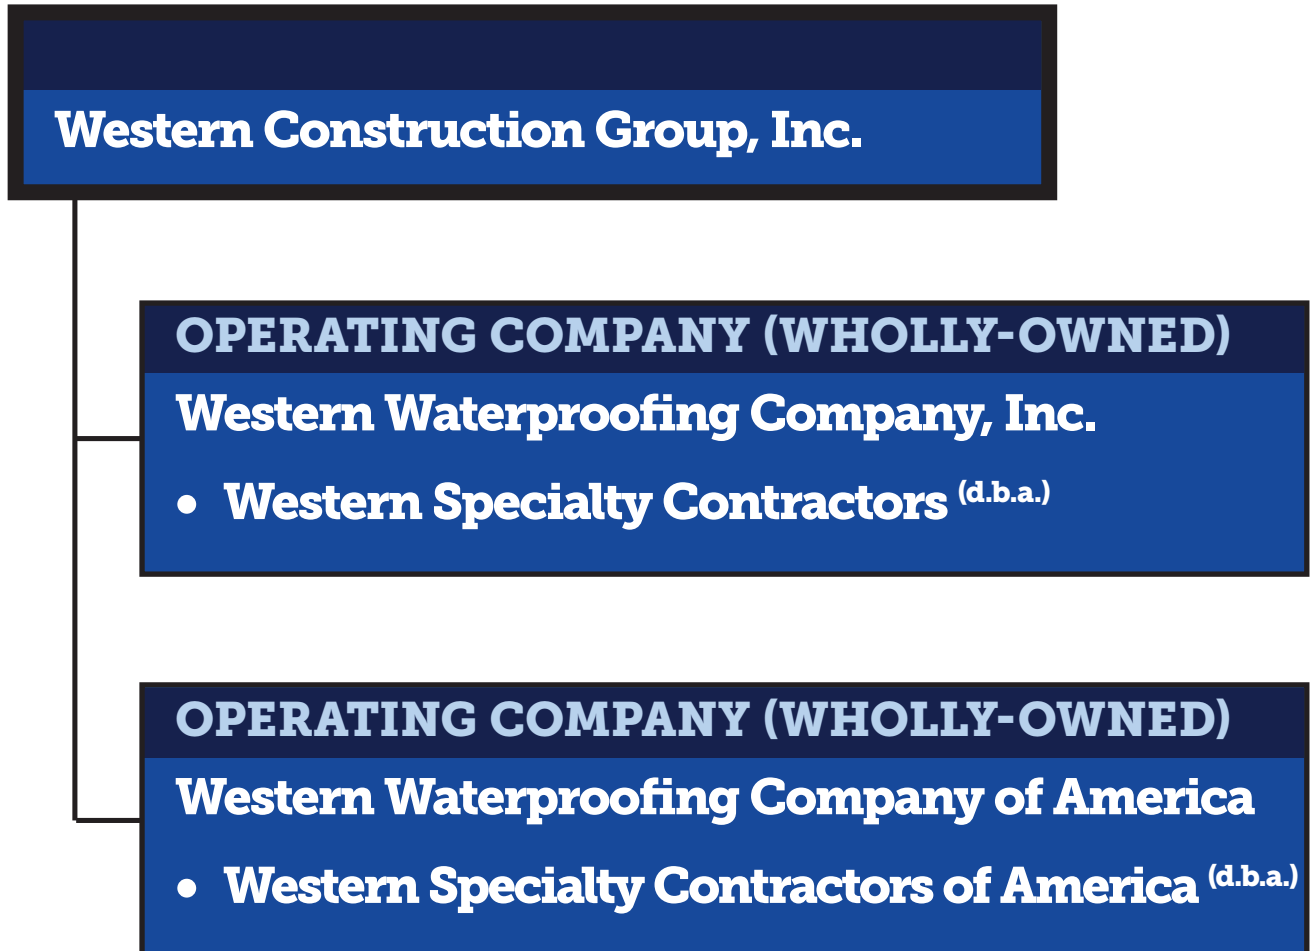 Western Construction Group, Inc.
OPERATING COMPANY (WHOLLY-OWNED)
Western Waterproofing Company, Inc.
• Western Specialty Contractors (d.b.a.)
OPERATING COMPANY (WHOLLY-OWNED)
Western Waterproofing Company of America
• Western Specialty Contractors of America (d.b.a.)